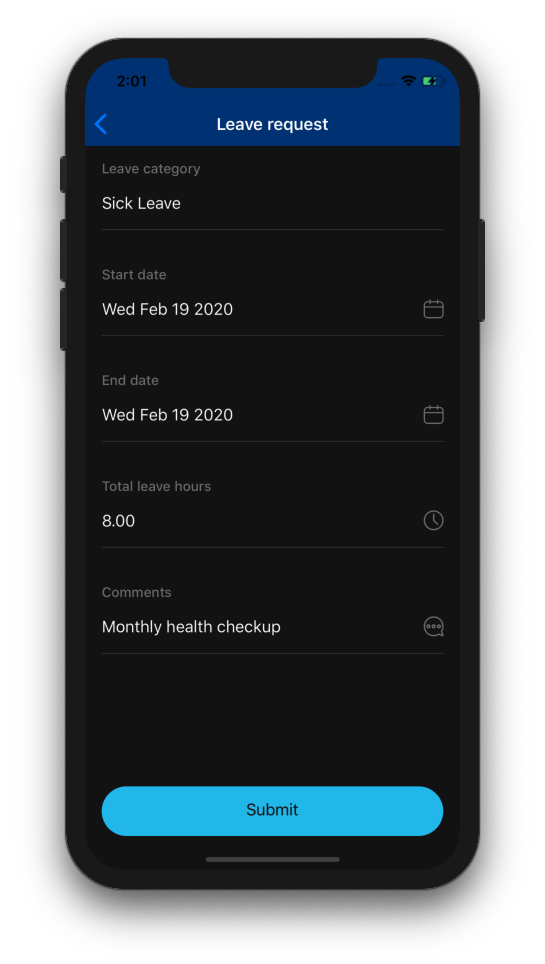 2:01
Leave request
Leave category
Sick Leave
Start date
Wed Feb 19 2020
End date
Wed Feb 19 2020
Total leave hours
8.00
Comments
Monthly health checkup
Submit